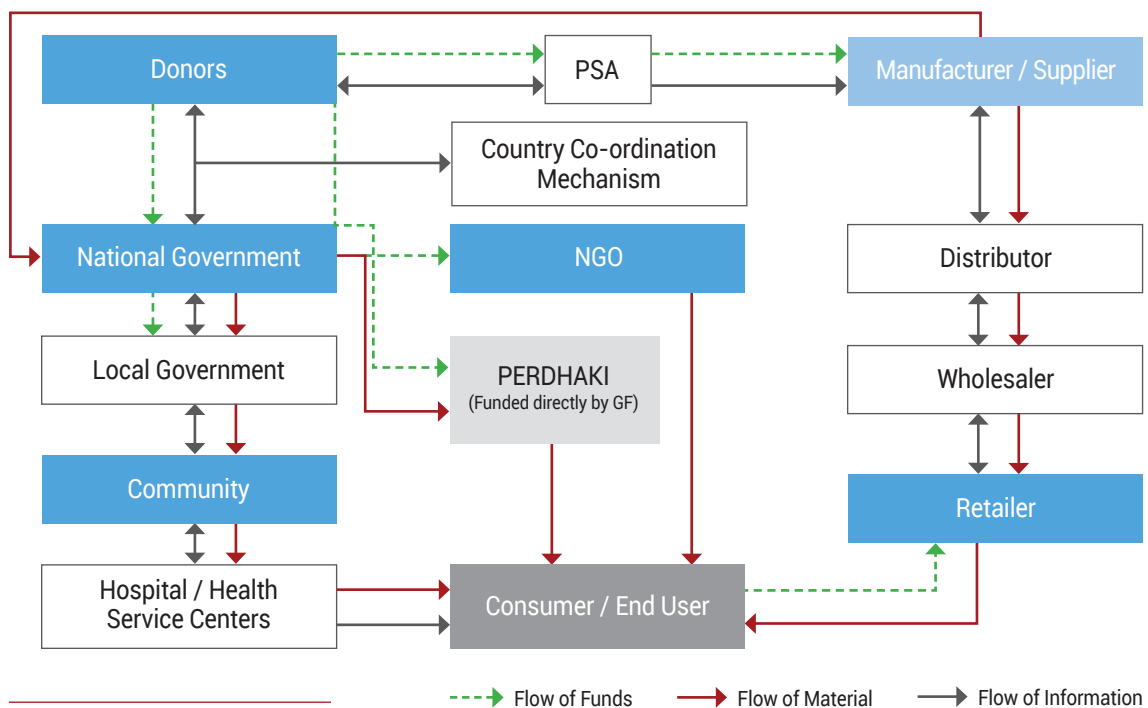 Donors
PSA
Manufacturer / Supplier
Country Co-ordination
Mechanism
National Government
NGO
Distributor
Local Government
PERDHAKI
(Funded directly by GF)
Wholesaler
Community
Retailer
Hospital / Health
Service Centers
Consumer / End User
Flow of Funds
Flow of Material
Flow of Information